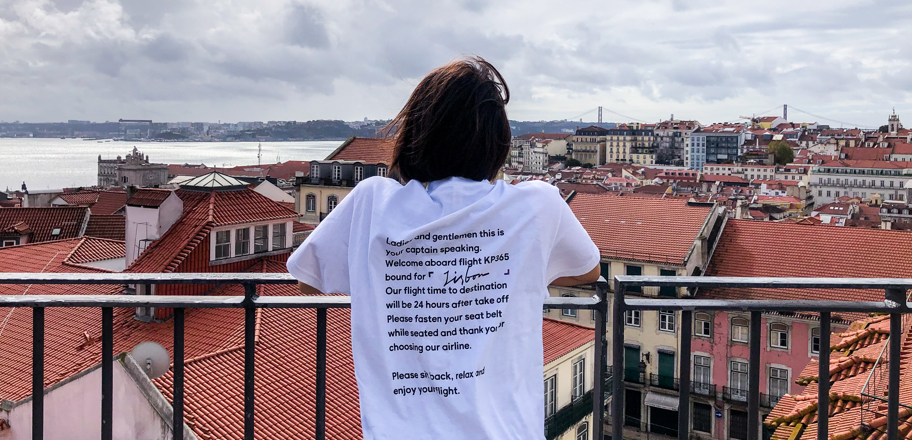 Ladies and gentlemen this is
your captain speaking.
Welcome aboard flight KP365
bound for 「 Lisbon 」
Our flight time to destination
will be 24 hours after take off
Please fasten your seat belt
while seated and thank your
choosing our airline.
Please sit back, relax and
enjoy your flight.